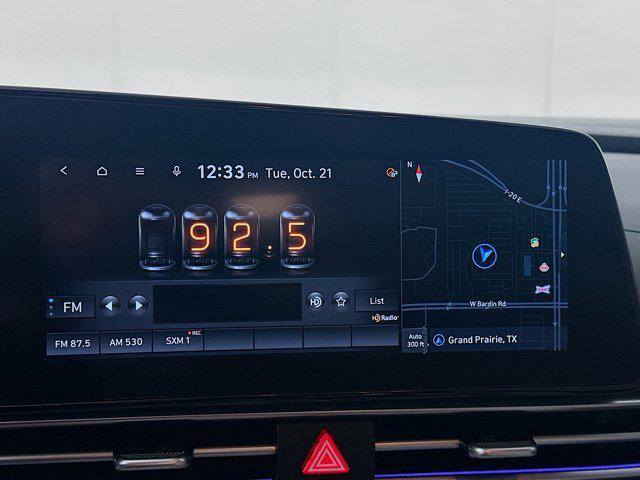 12:33 PM Tue, Oct. 21
N
I-20 E
92.5
FM
HD
List
W Bardin Rd
HD Radio
FM 87.5
AM 530
REC
SXM 1
Auto
300 ft
Grand Prairie, TX